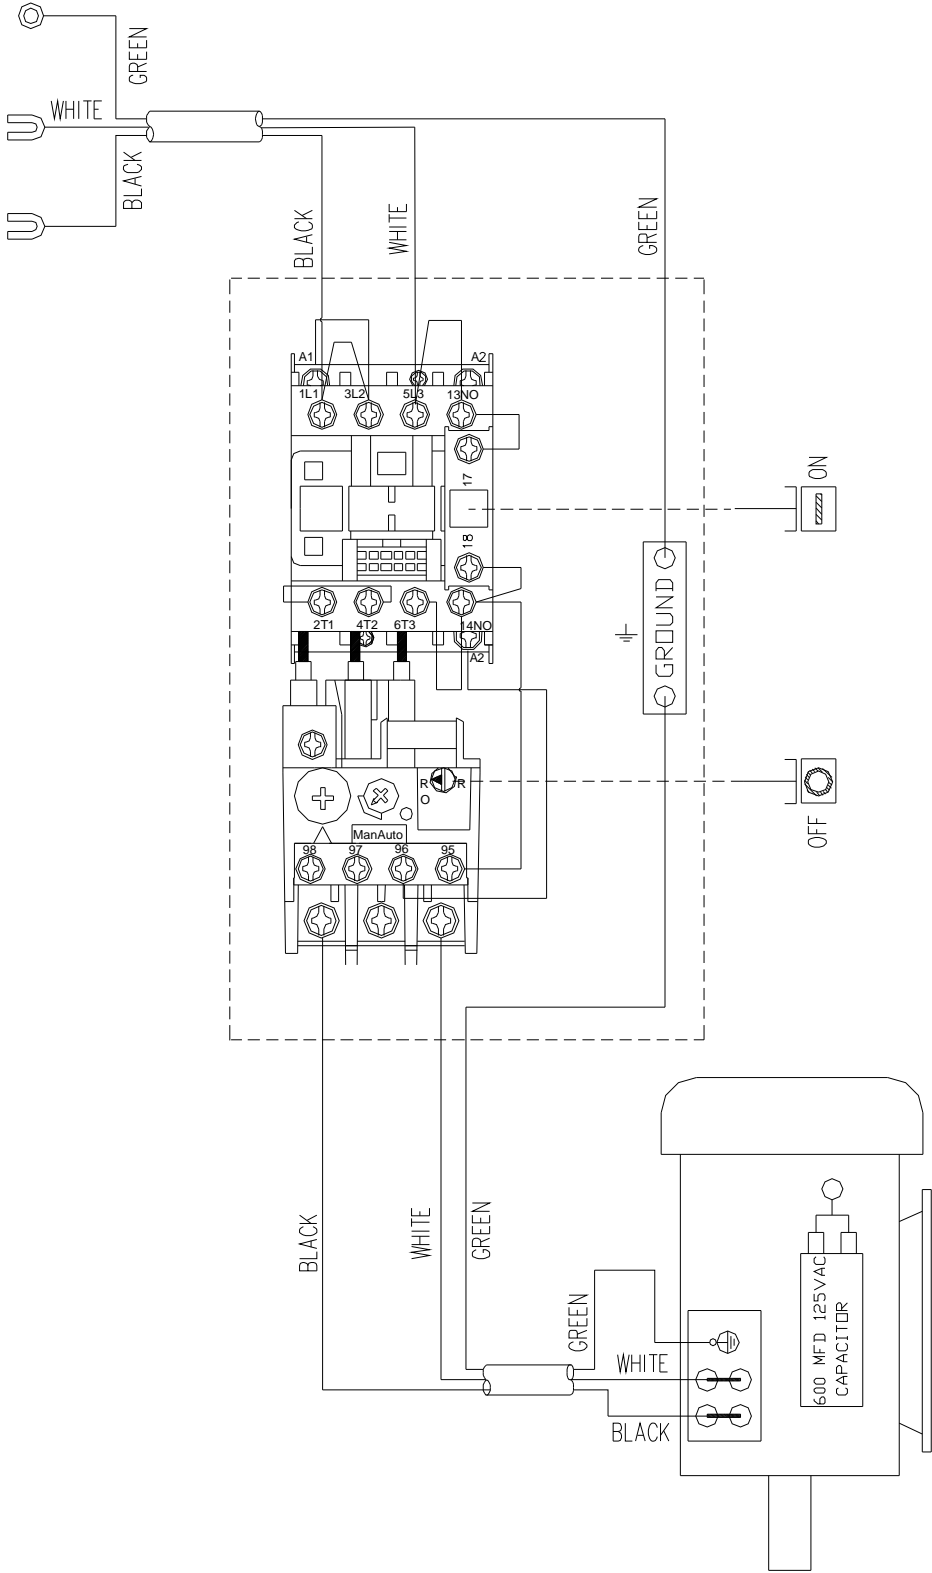 GREEN
WHITE
BLACK
BLACK
WHITE
GREEN
A1
A2
1L1
3L2
5L3
13NO
17
18
ON
2T1
4T2
6T3
14NO
A2
GROUND
R
R
O
OFF
ManAuto
98
97
96
95
BLACK
WHITE
GREEN
GREEN
WHITE
BLACK
600 MFD 125VAC
CAPACITOR